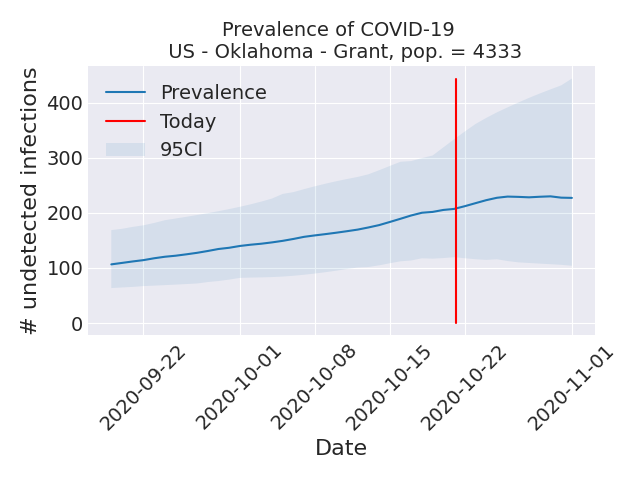 Prevalence of COVID-19
US - Oklahoma - Grant, pop. = 4333
# undetected infections
400
300
200
100
0
Prevalence
Today
95CI
2020-09-22
2020-10-01
2020-10-08
2020-10-15
2020-10-22
2020-11-01
Date